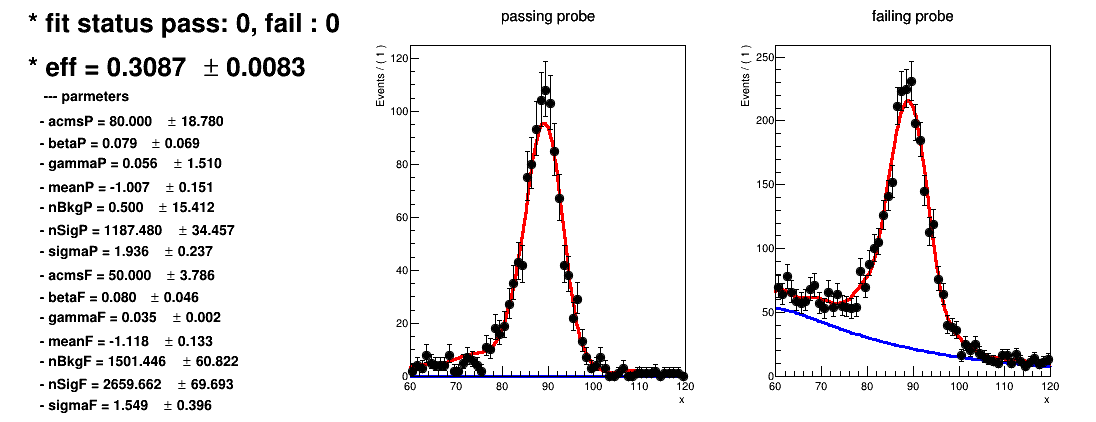 * fit status pass: 0, fail : 0
* eff = 0.3087 ± 0.0083
--- parmeters
- acmsP = 80.000 ± 18.780
- betaP = 0.079 ± 0.069
- gammaP = 0.056 ± 1.510
- meanP = -1.007 ± 0.151
- nBkgP = 0.500 ± 15.412
- nSigP = 1187.480 ± 34.457
- sigmaP = 1.936 ± 0.237
- acmsF = 50.000 ± 3.786
- betaF = 0.080 ± 0.046
- gammaF = 0.035 ± 0.002
- meanF = -1.118 ± 0.133
- nBkgF = 1501.446 ± 60.822
- nSigF = 2659.662 ± 69.693
- sigmaF = 1.549 ± 0.396
passing probe
Events / ( 1 )
120
100
80
60
40
20
0
60 70 80 90 100 110 120
x
failing probe
Events / ( 1 )
250
200
150
100
50
0
60 70 80 90 100 110 120
x